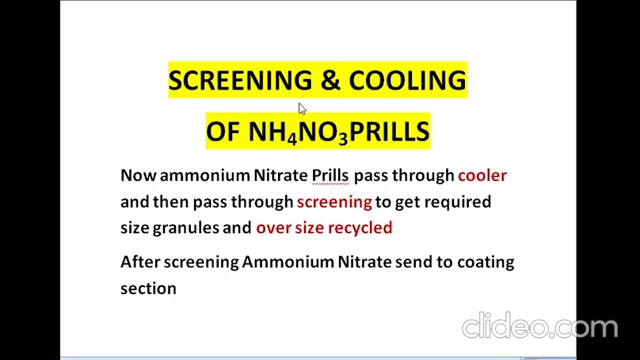 SCREENING & COOLING
OF NH₄NO₃PRILLS
Now ammonium Nitrate Prills pass through cooler
and then pass through screening to get required
size granules and over size recycled
After screening Ammonium Nitrate send to coating
section
clideo.com